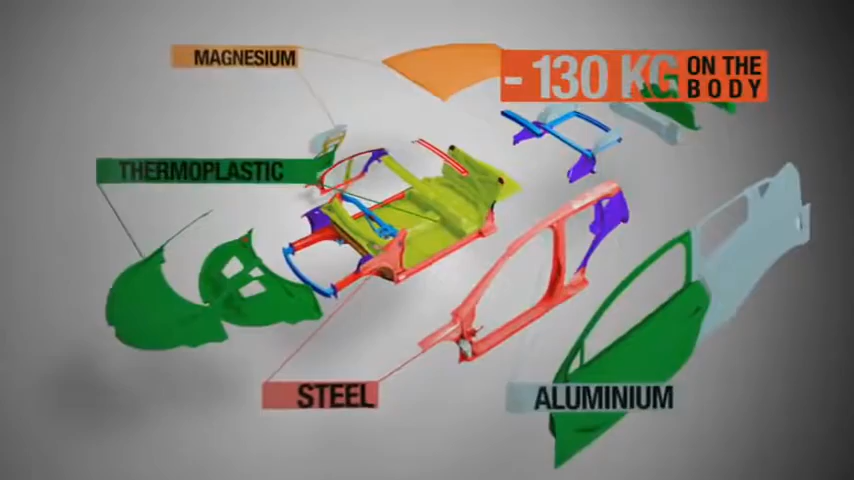 MAGNESIUM
- 130 KG ON THE
BODY
THERMOPLASTIC
STEEL
ALUMINIUM